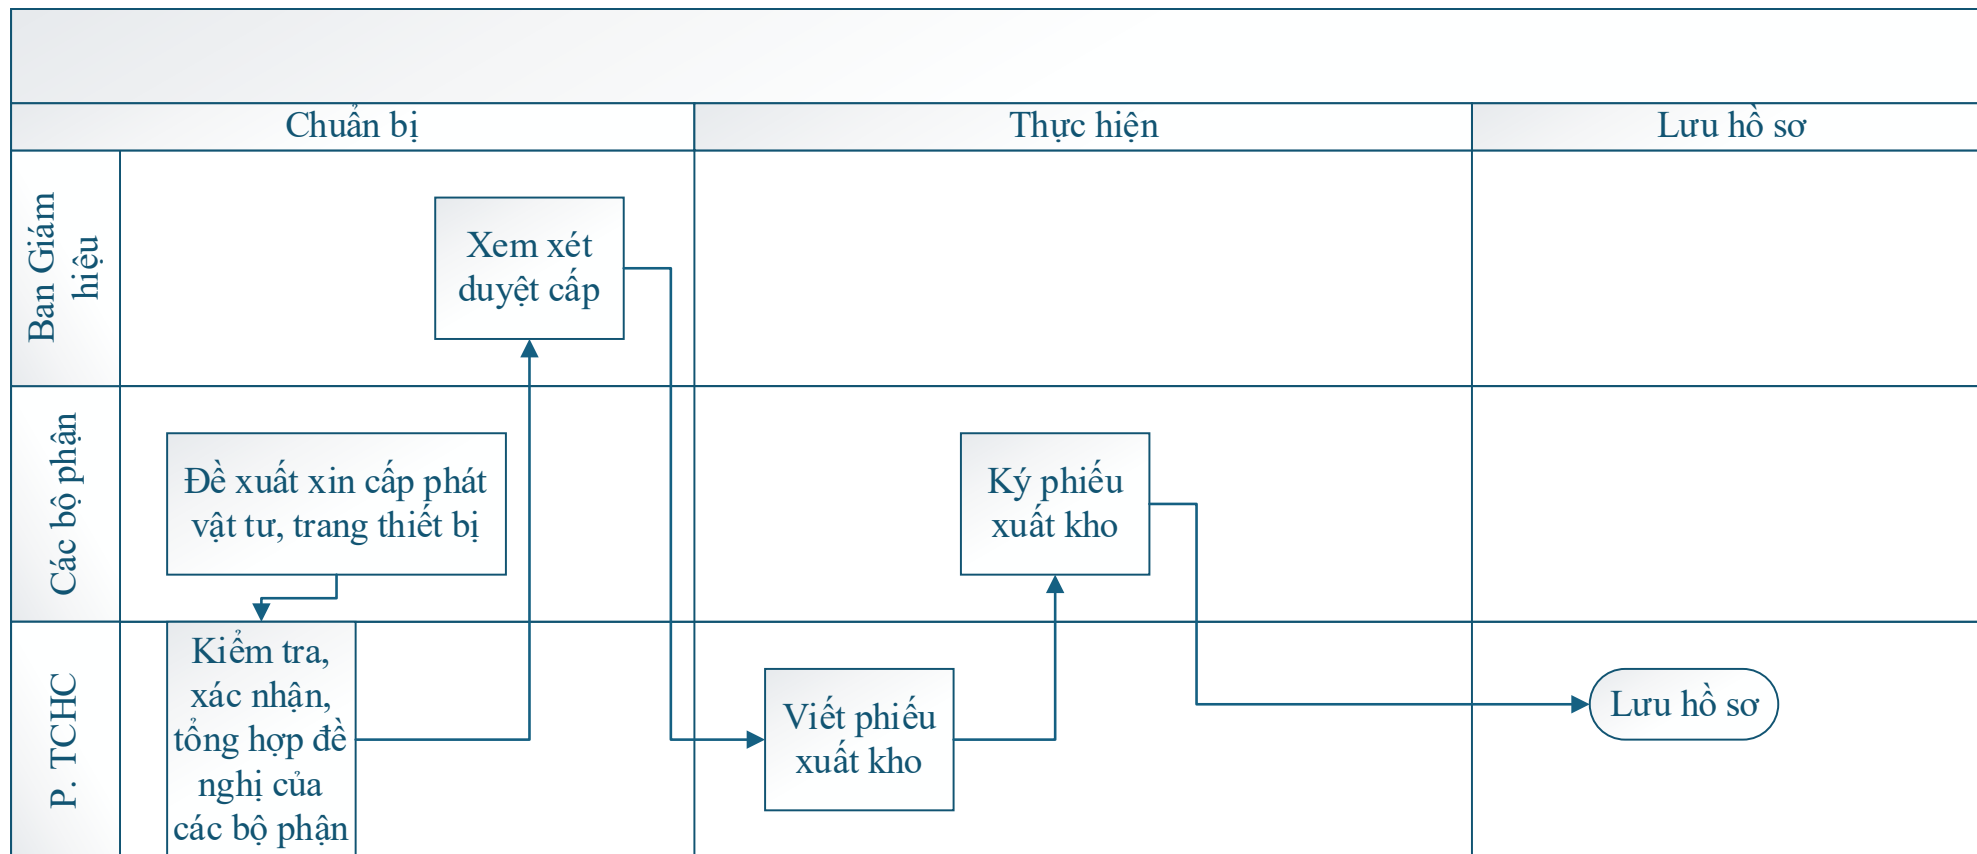 Chuẩn bị
Thực hiện
Lưu hồ sơ
Ban Giám
hiệu
Xem xét
duyệt cấp
Các bộ phận
Đề xuất xin cấp phát
vật tư, trang thiết bị
Ký phiếu
xuất kho
P. TCHC
Kiểm tra,
xác nhận,
tổng hợp đề
nghị của
các bộ phận
Viết phiếu
xuất kho
Lưu hồ sơ